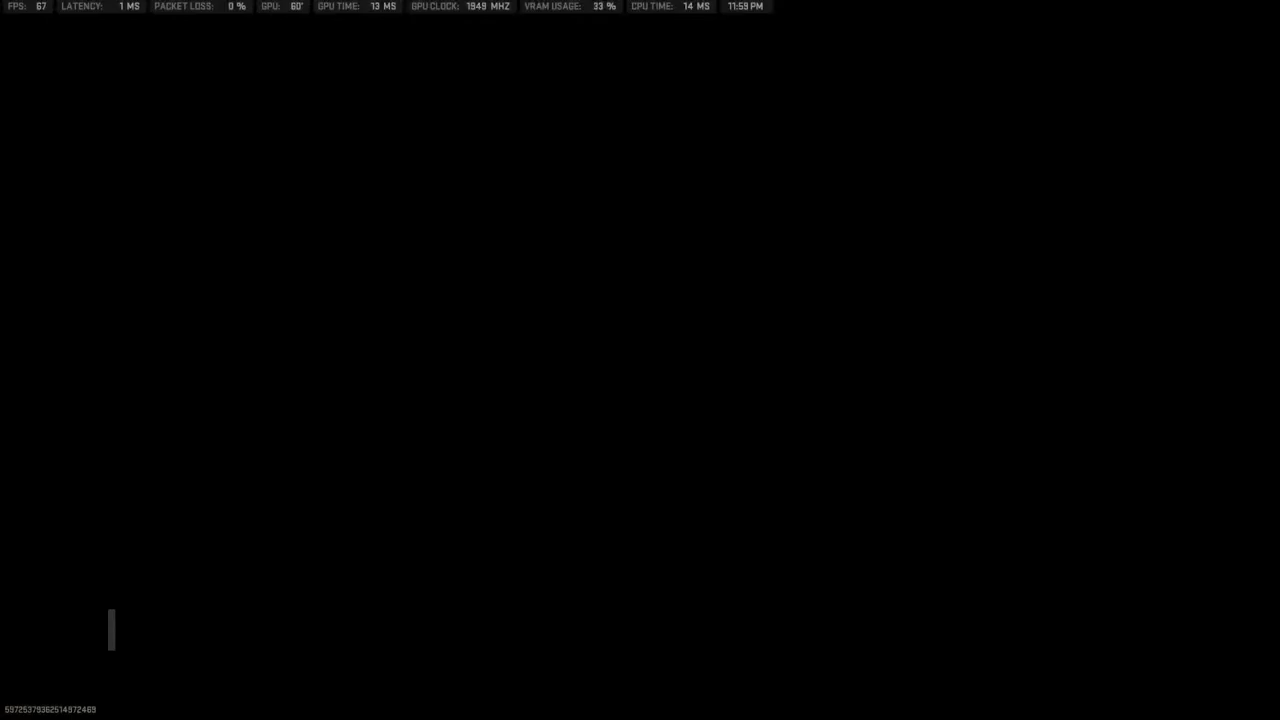 FPS: 67 LATENCY: 1 MS PACKET LOSS: 0 % GPU: 60° GPU TIME: 13 MS GPU CLOCK: 1949 MHZ VRAM USAGE: 33 % CPU TIME: 14 MS 11:59 PM
59725379362514972469